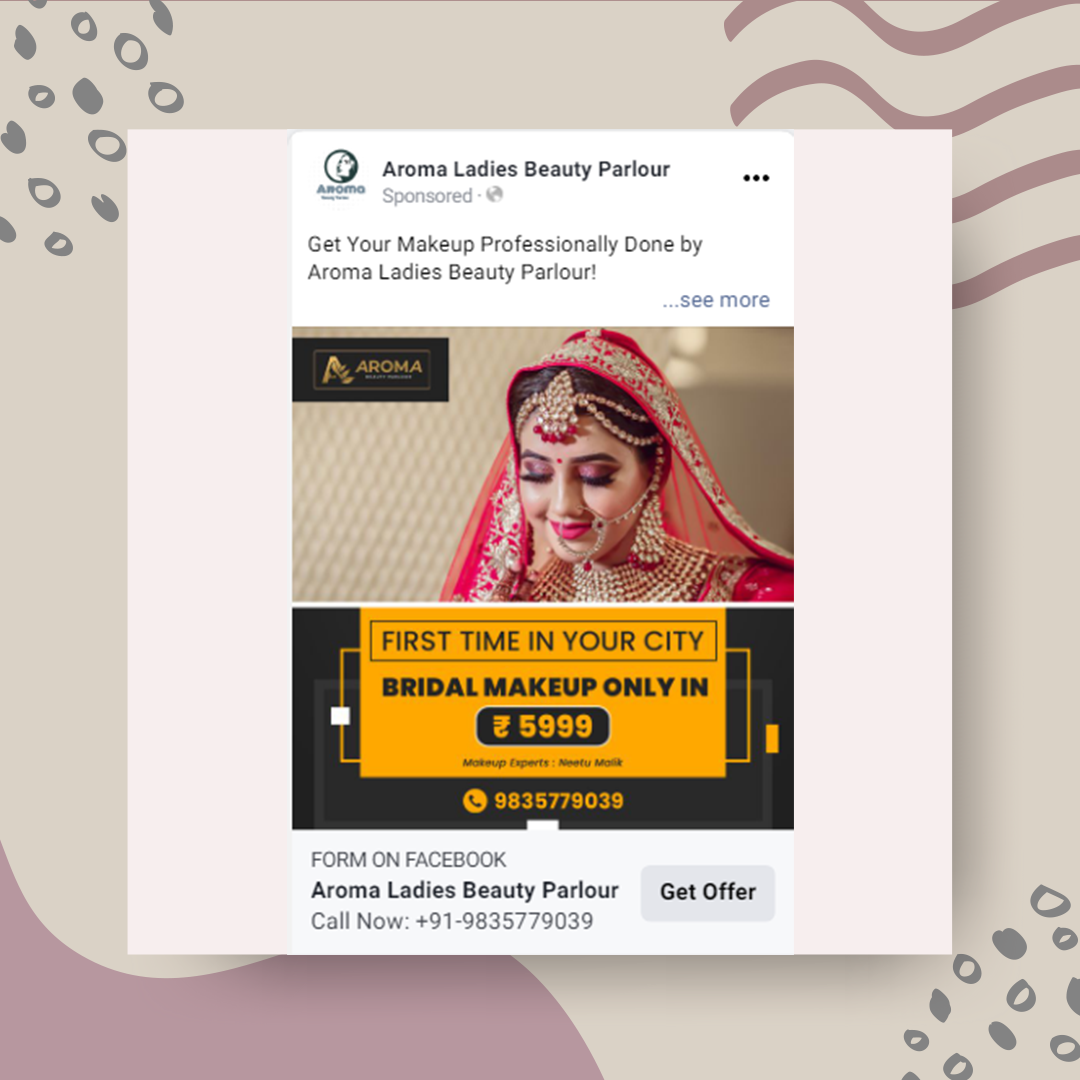 Aroma Ladies Beauty Parlour
Sponsored ·
AROMA
Get Your Makeup Professionally Done by
Aroma Ladies Beauty Parlour!
...see more
AROMA
BEAUTY PARLOUR
FIRST TIME IN YOUR CITY
BRIDAL MAKEUP ONLY IN
₹ 5999
Makeup Experts : Neetu Malik
9835779039
FORM ON FACEBOOK
Aroma Ladies Beauty Parlour
Get Offer
Call Now: +91-9835779039